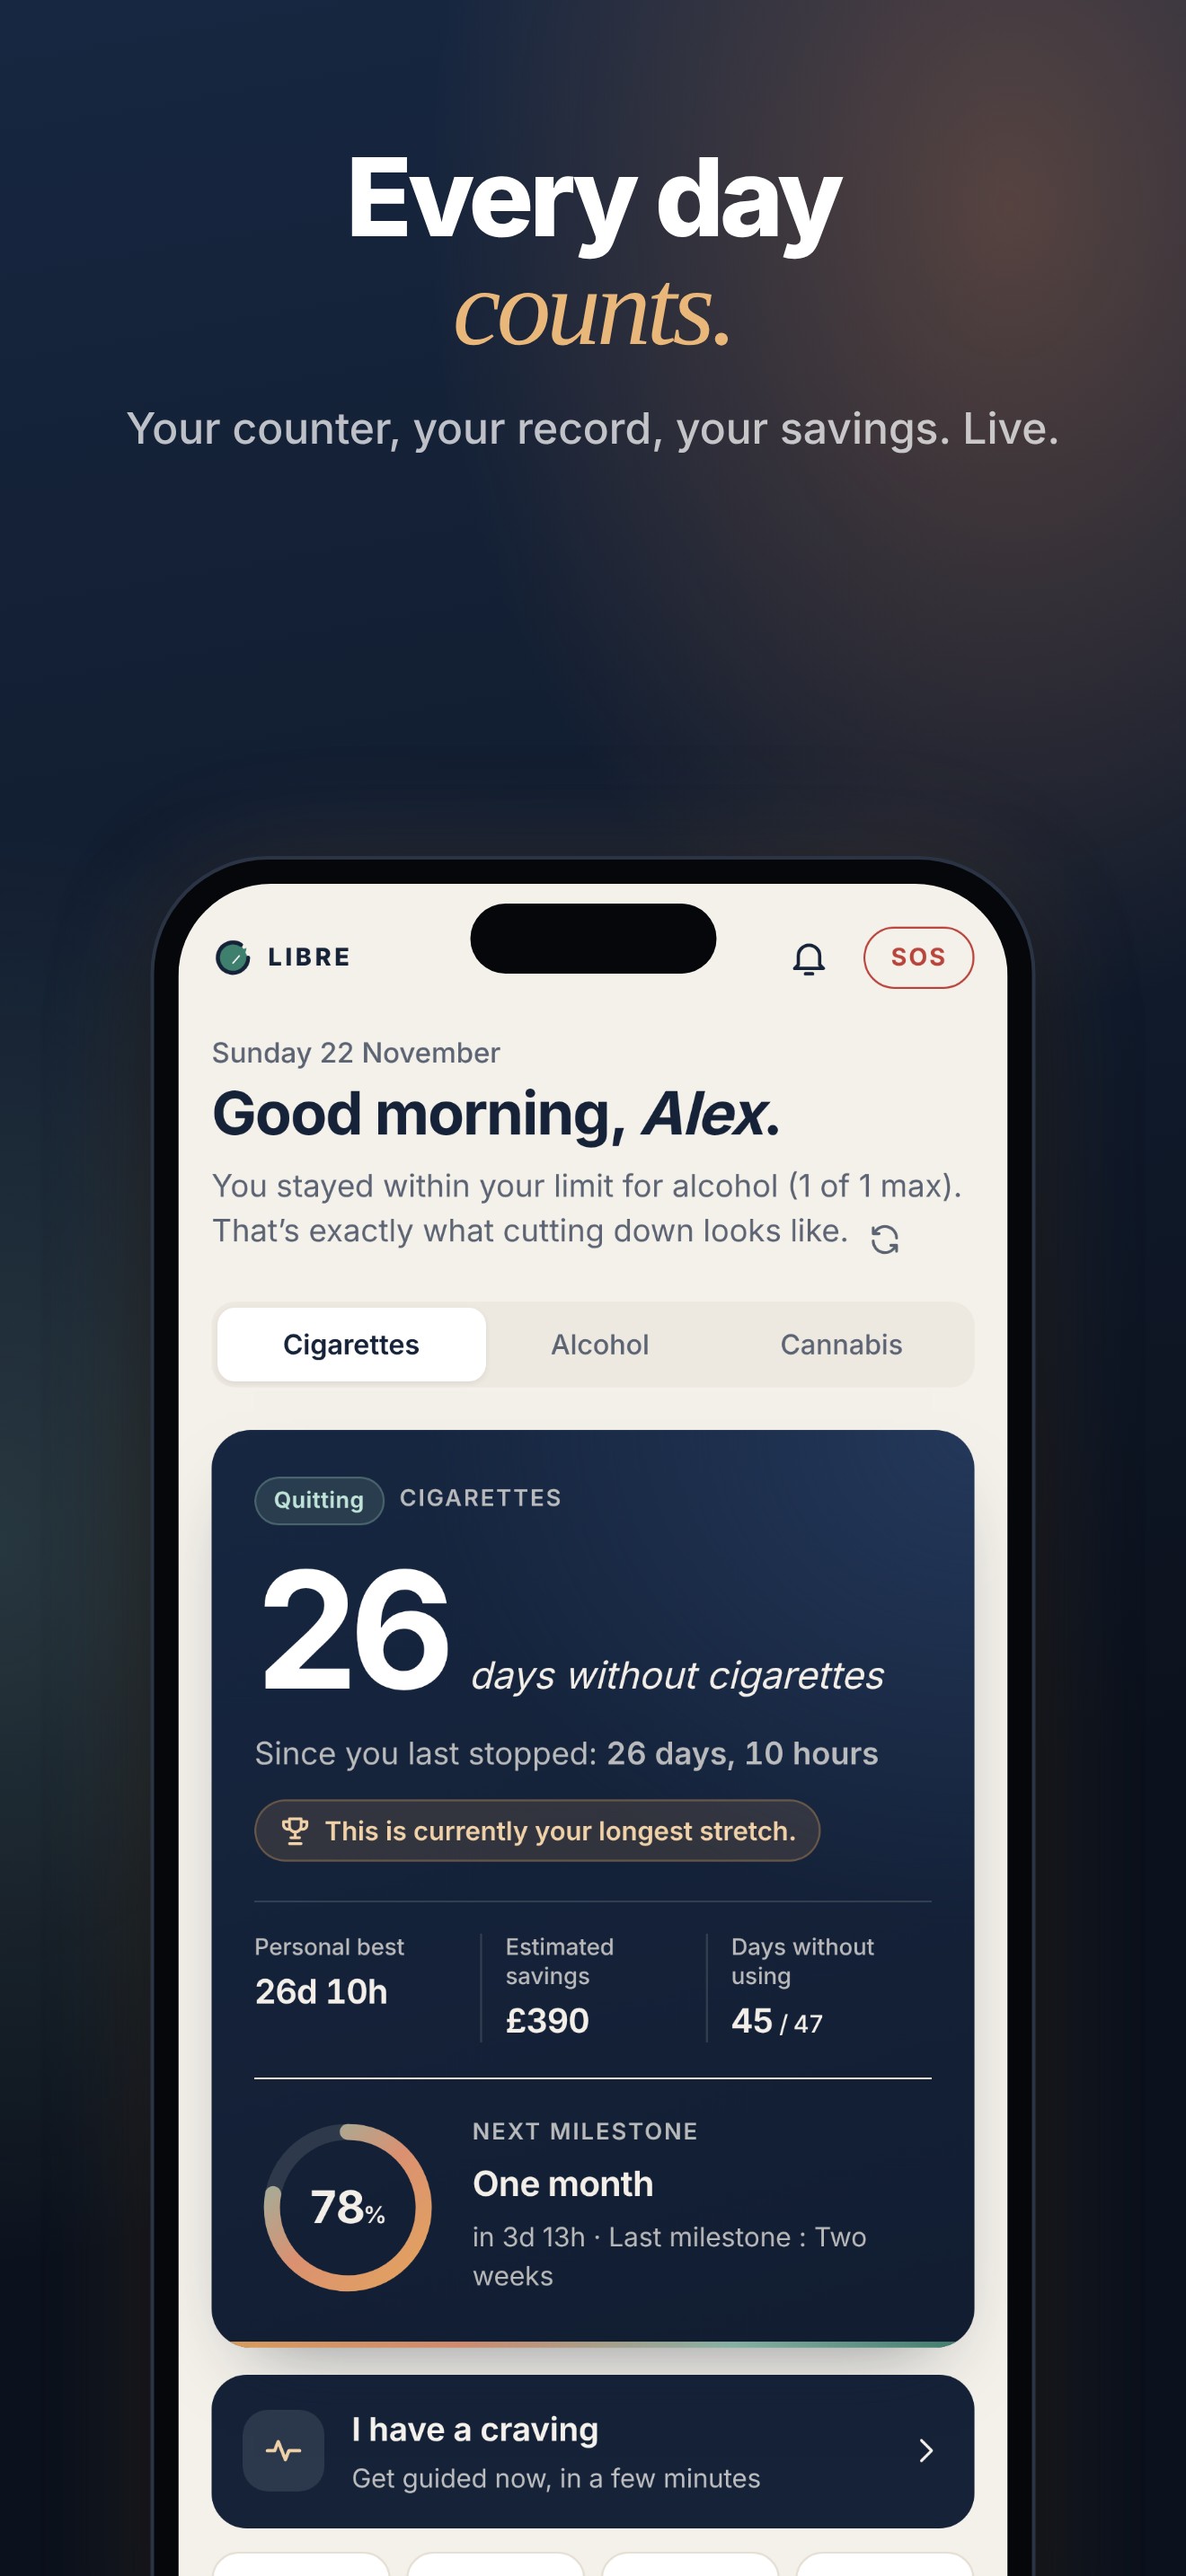 Every day
counts.
Your counter, your record, your savings. Live.
LIBRE
SOS
Sunday 22 November
Good morning, Alex.
You stayed within your limit for alcohol (1 of 1 max).
That’s exactly what cutting down looks like.
Cigarettes
Alcohol
Cannabis
Quitting
CIGARETTES
26 days without cigarettes
Since you last stopped: 26 days, 10 hours
This is currently your longest stretch.
Personal best
26d 10h
Estimated
savings
£390
Days without
using
45 / 47
78%
NEXT MILESTONE
One month
in 3d 13h · Last milestone : Two
weeks
I have a craving
Get guided now, in a few minutes